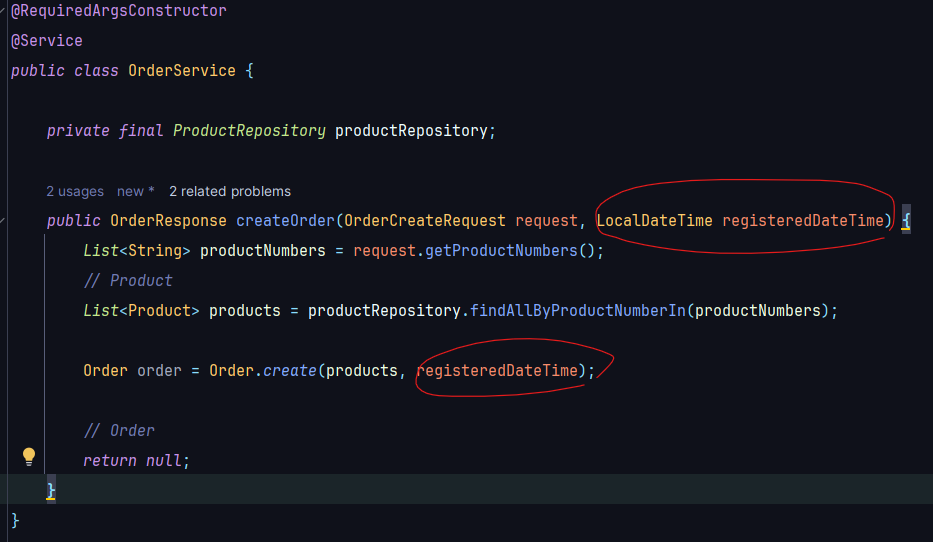 @RequiredArgsConstructor
@Service
public class OrderService {
private final ProductRepository productRepository;
2 usages new * 2 related problems
public OrderResponse createOrder(OrderCreateRequest request, LocalDateTime registeredDateTime) {
List<String> productNumbers = request.getProductNumbers();
// Product
List<Product> products = productRepository.findAllByProductNumberIn(productNumbers);
Order order = Order.create(products, registeredDateTime);
// Order
return null;
}
}